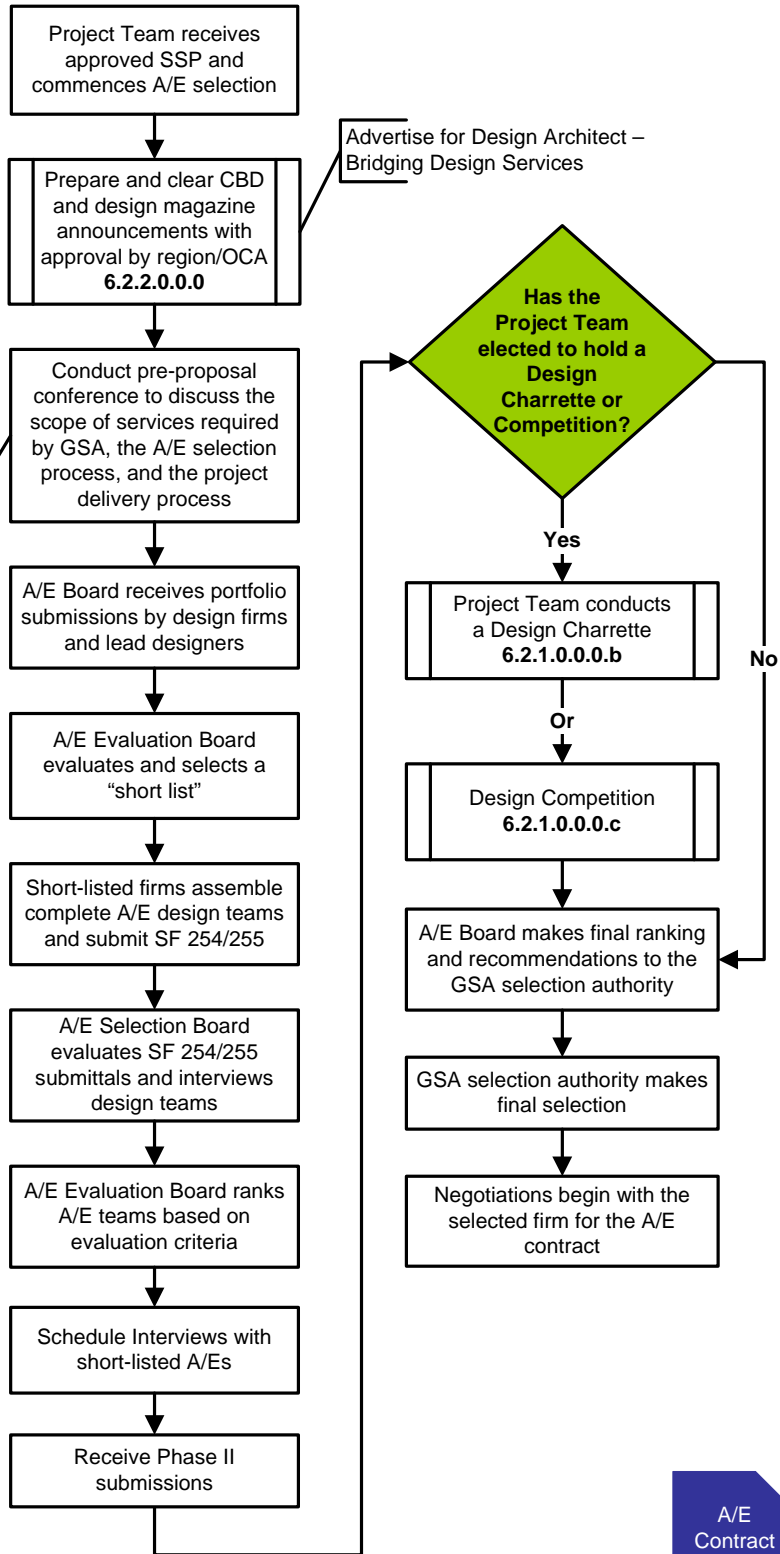 Project Team receives
approved SSP and
commences A/E selection
Advertise for Design Architect –
Bridging Design Services
Prepare and clear CBD
and design magazine
announcements with
approval by region/OCA
6.2.2.0.0.0
Conduct pre-proposal
conference to discuss the
scope of services required
by GSA, the A/E selection
process, and the project
delivery process
A/E Board receives portfolio
submissions by design firms
and lead designers
A/E Evaluation Board
evaluates and selects a
“short list”
Short-listed firms assemble
complete A/E design teams
and submit SF 254/255
A/E Selection Board
evaluates SF 254/255
submittals and interviews
design teams
A/E Evaluation Board ranks
A/E teams based on
evaluation criteria
Schedule Interviews with
short-listed A/Es
Receive Phase II
submissions
Has the
Project Team
elected to hold a
Design
Charrette or
Competition?
Yes
No
Project Team conducts
a Design Charrette
6.2.1.0.0.0.b
Or
Design Competition
6.2.1.0.0.0.c
A/E Board makes final ranking
and recommendations to the
GSA selection authority
GSA selection authority makes
final selection
Negotiations begin with the
selected firm for the A/E
contract
A/E
Contract